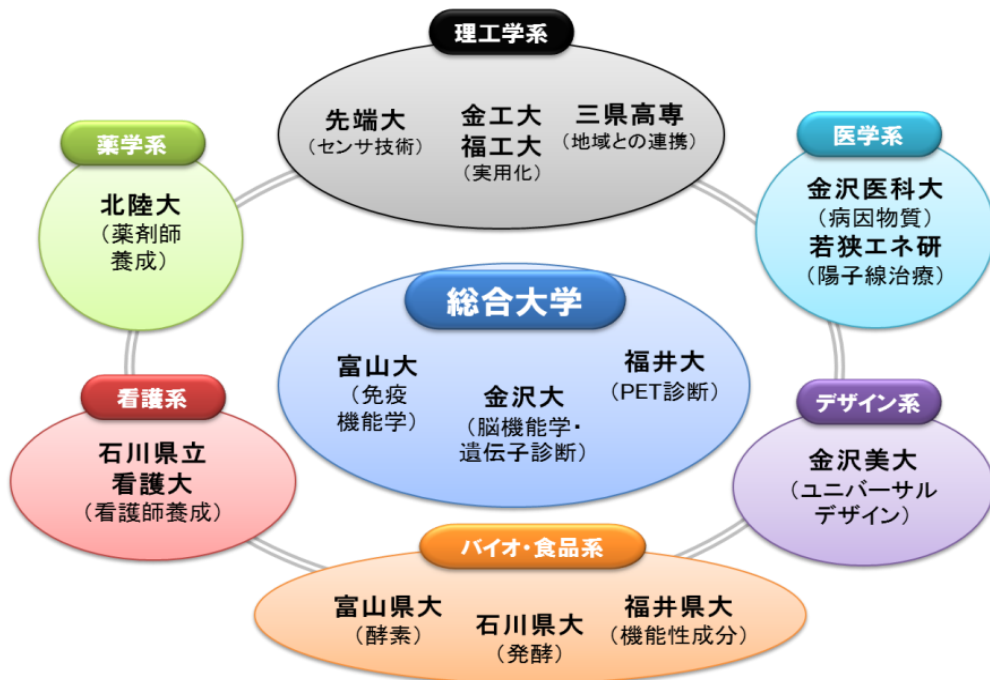 理工学系
先端大
(センサ技術)
金工大
福工大
(実用化)
三県高専
(地域との連携)
薬学系
北陸大
(薬剤師
養成)
医学系
金沢医科大
(病因物質)
若狭エネ研
(陽子線治療)
総合大学
富山大
(免疫
機能学)
金沢大
(脳機能学・
遺伝子診断)
福井大
(PET診断)
看護系
石川県立
看護大
(看護師養成)
デザイン系
金沢美大
(ユニバーサル
デザイン)
バイオ・食品系
富山県大
(酵素)
石川県大
(発酵)
福井県大
(機能性成分)